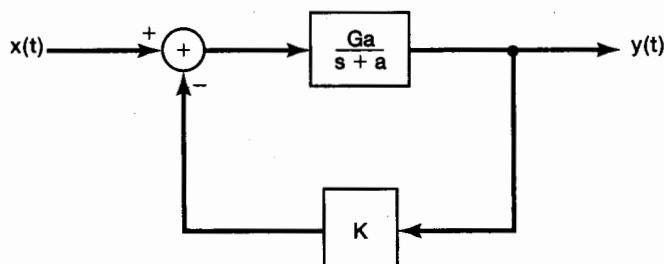 x(t)
+
+
−
Ga
s + a
y(t)
K